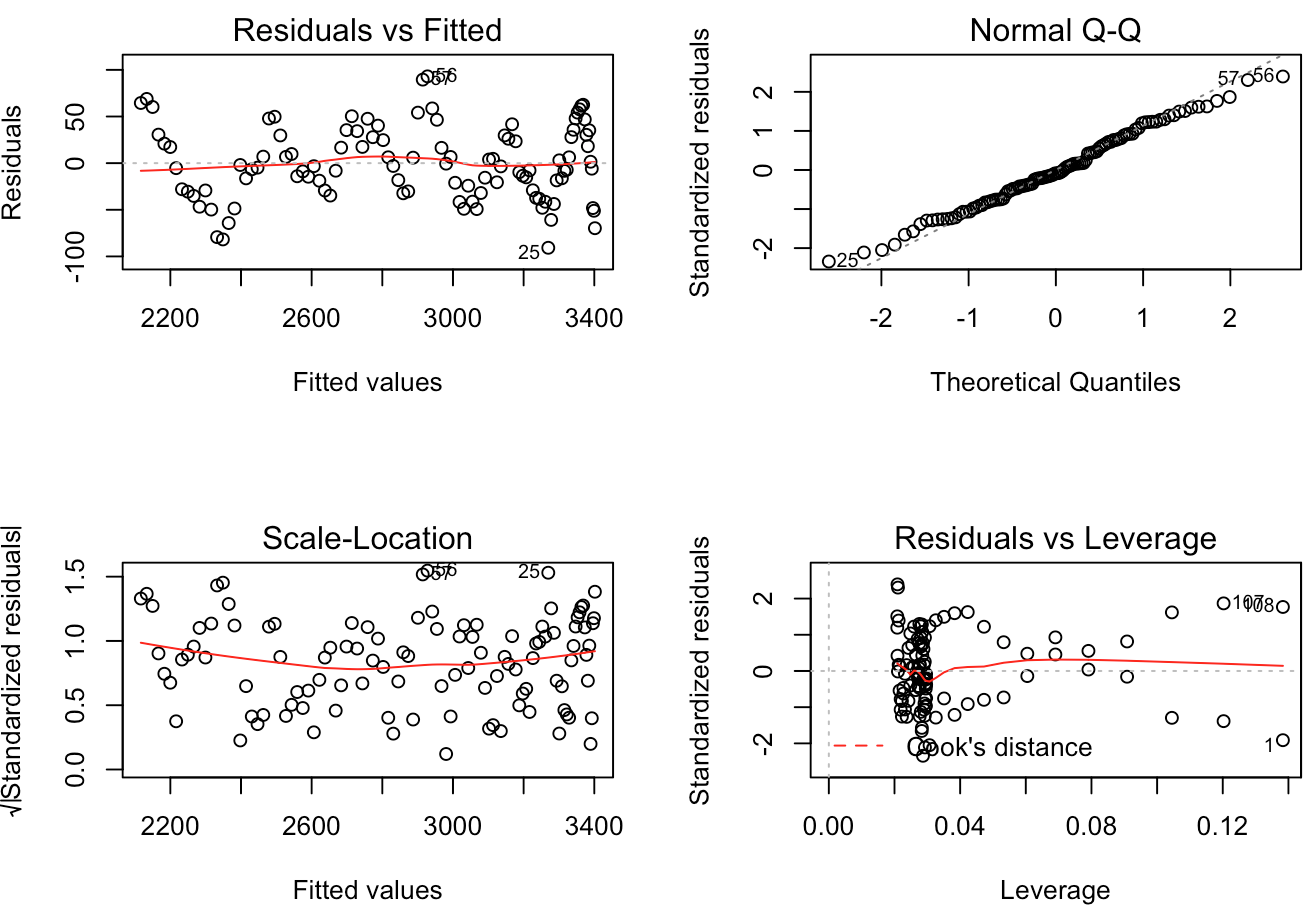 Residuals vs Fitted
Residuals
50
0
-100
57
56
25
2200 2600 3000 3400
Fitted values
Normal Q-Q
Standardized residuals
2
1
0
-2
57 56
25
-2 -1 0 1 2
Theoretical Quantiles
Scale-Location
√|Standardized residuals|
1.5
1.0
0.5
0.0
57
56
25
2200 2600 3000 3400
Fitted values
Residuals vs Leverage
Standardized residuals
2
0
-2
107
108
1
Cook's distance
0.00 0.04 0.08 0.12
Leverage